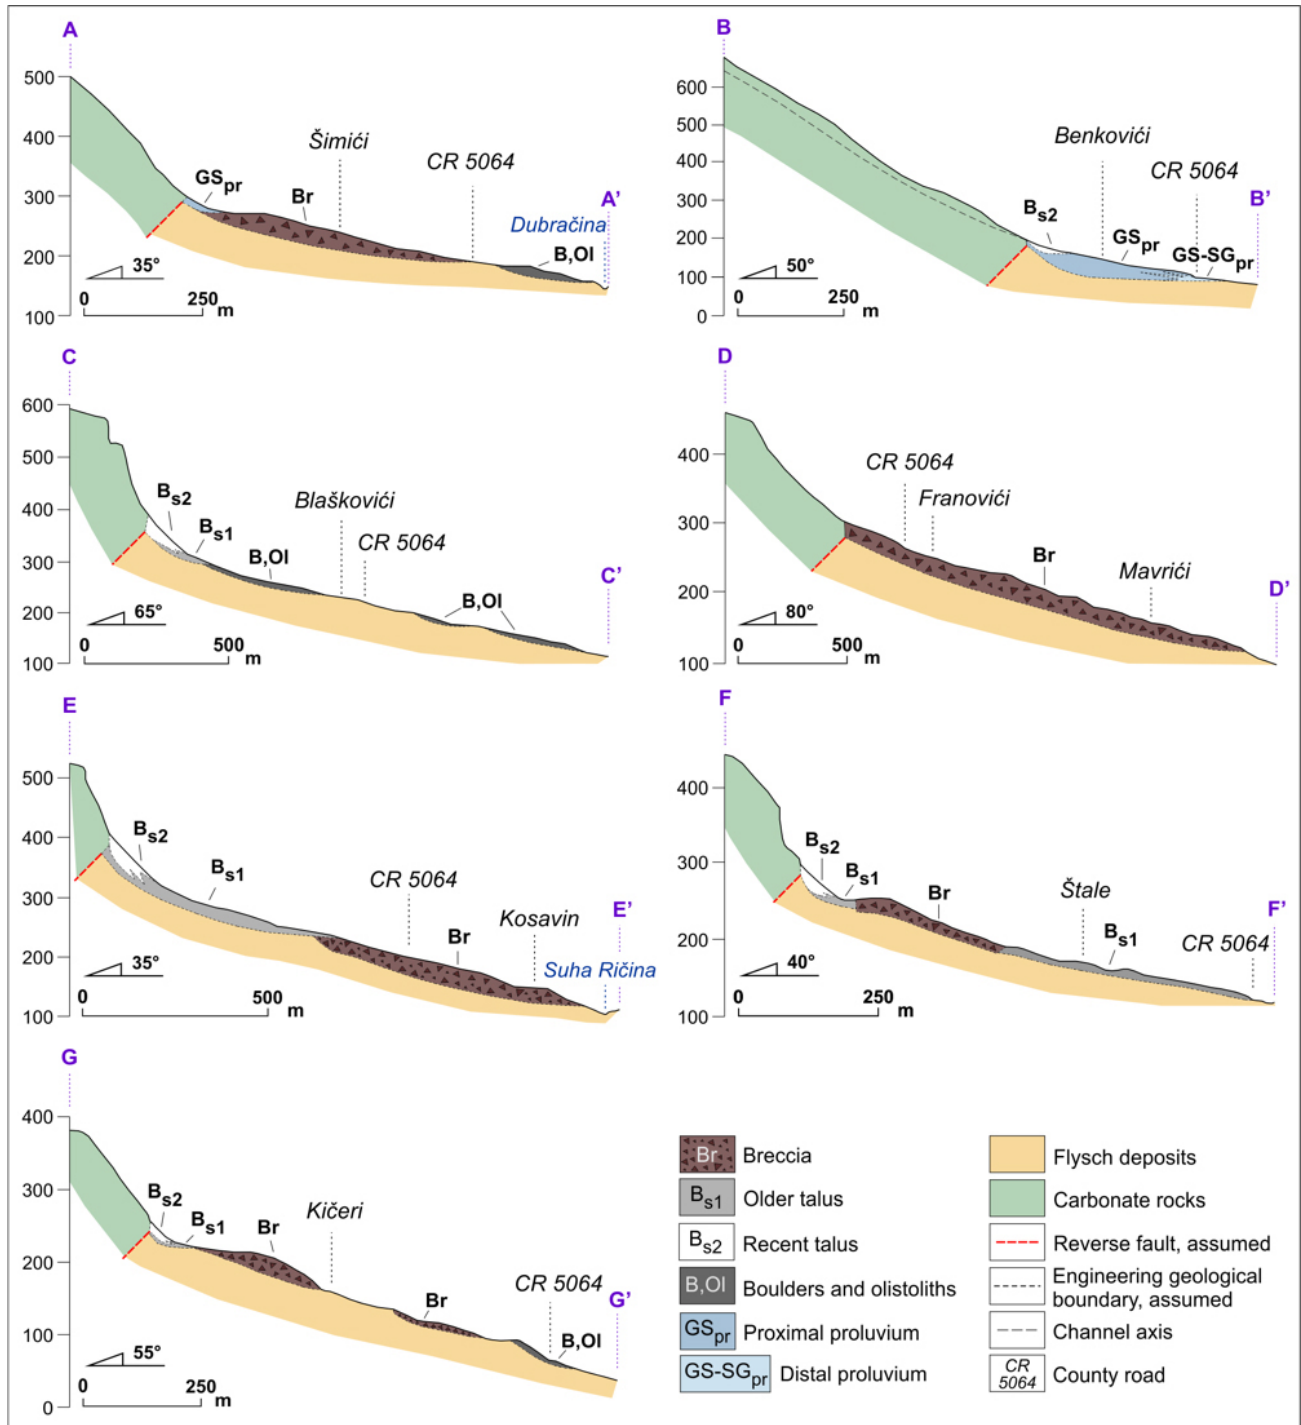 A
500
400
300
200
100
GSpr
Br
Šimići
CR 5064
A'
Dubračina
B,Ol
35°
0
250
m
B
600
500
400
300
200
100
0
Benkovići
CR 5064
B'
Bs2
GSpr
GS-SGpr
50°
0
250
m
C
600
500
400
300
200
100
Bs2
Bs1
Blaškovići
CR 5064
B,Ol
B,Ol
C'
65°
0
500
m
D
400
300
200
100
CR 5064
Franovići
Br
Mavrići
D'
80°
0
500
m
E
500
400
300
200
100
Bs2
Bs1
CR 5064
Br
Kosavin
E'
Suha Ričina
35°
0
500
m
F
400
300
200
100
Bs2
Bs1
Br
Štale
Bs1
CR 5064
F'
40°
0
250
m
G
400
300
200
100
0
Bs2
Bs1
Br
Kičeri
Br
CR 5064
G'
B,Ol
55°
0
250
m
Br Breccia
Bs1 Older talus
Bs2 Recent talus
B,Ol Boulders and olistoliths
GSpr Proximal proluvium
GS-SGpr Distal proluvium
Flysch deposits
Carbonate rocks
Reverse fault, assumed
Engineering geological
boundary, assumed
Channel axis
CR
5064
County road